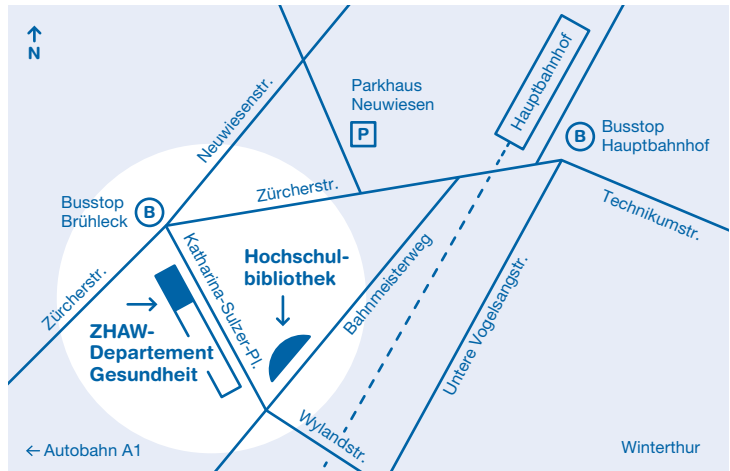 N
Neuwiesenstr.
Parkhaus
Neuwiesen
P
Hauptbahnhof
B
Busstop
Hauptbahnhof
Busstop
Brühleck
B
Zürcherstr.
Technikumstr.
Zürcherstr.
Katharina-Sulzer-Pl.
Hochschul-
bibliothek
Bahnmeisterweg
Untere Vogelsangstr.
ZHAW-
Departement
Gesundheit
Wylandstr.
← Autobahn A1
Winterthur